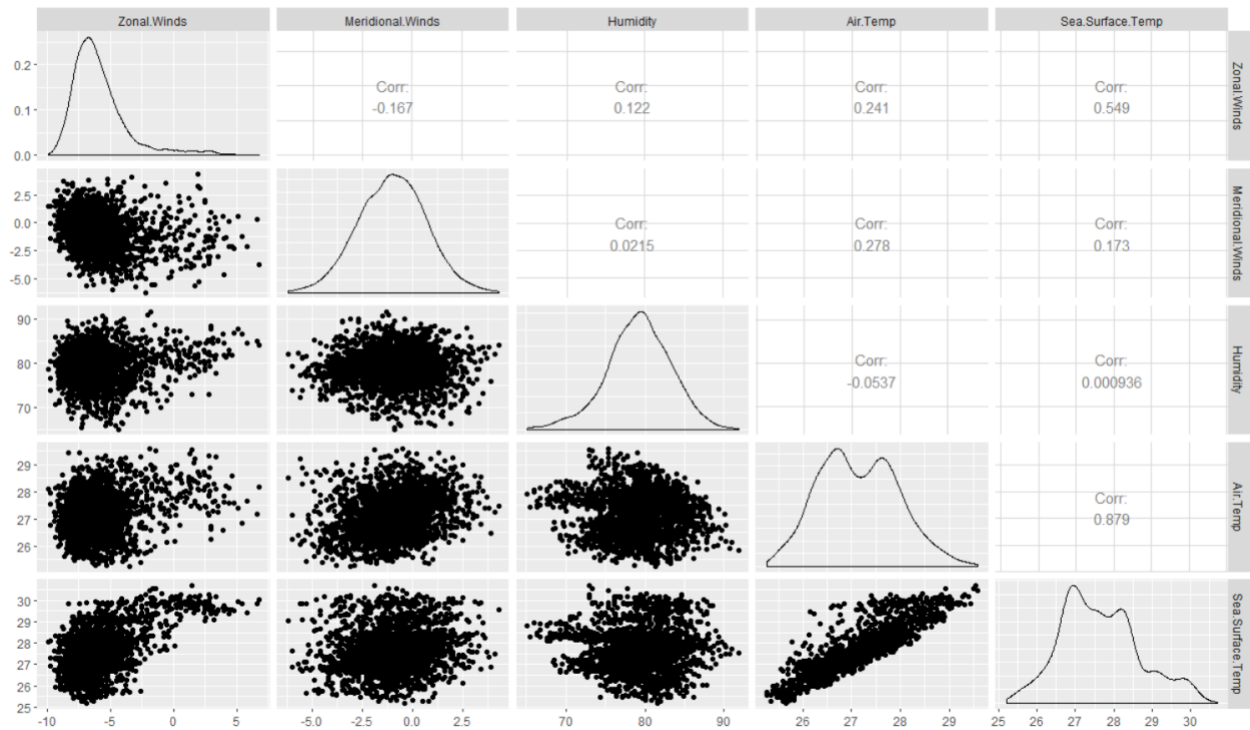 Zonal.Winds Meridional.Winds Humidity Air.Temp Sea.Surface.Temp
0.2
0.1
0.0
Corr:
-0.167
Corr:
0.122
Corr:
0.241
Corr:
0.549
Zonal.Winds
2.5
0.0
-2.5
-5.0
Corr:
0.0215
Corr:
0.278
Corr:
0.173
Meridional.Winds
90
80
70
Corr:
-0.0537
Corr:
0.000936
Humidity
29
28
27
26
Corr:
0.879
Air.Temp
30
29
28
27
26
25
Sea.Surface.Temp
-10 -5 0 5 -5.0 -2.5 0.0 2.5 70 80 90 26 27 28 29 25 26 27 28 29 30